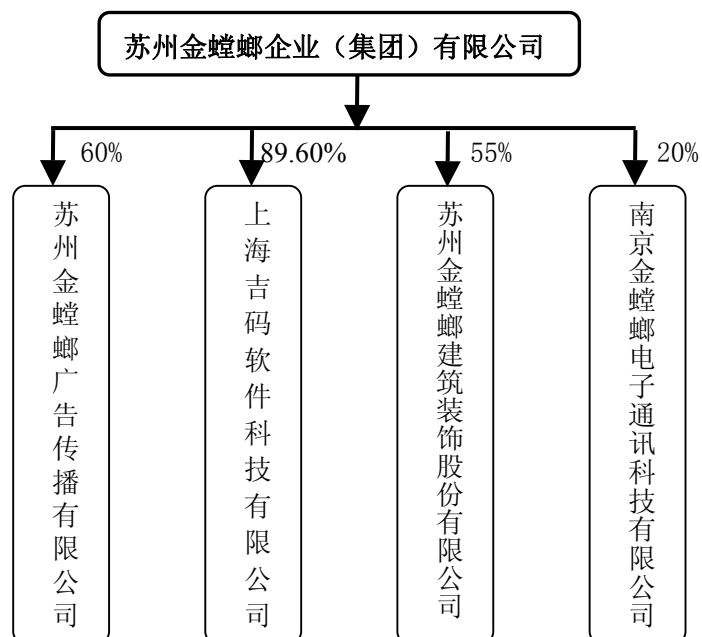 苏州金螳螂企业（集团）有限公司
60%
89.60%
55%
20%
苏州金螳螂广告传播有限公司
上海吉码软件科技有限公司
苏州金螳螂建筑装饰股份有限公司
南京金螳螂电子通讯科技有限公司